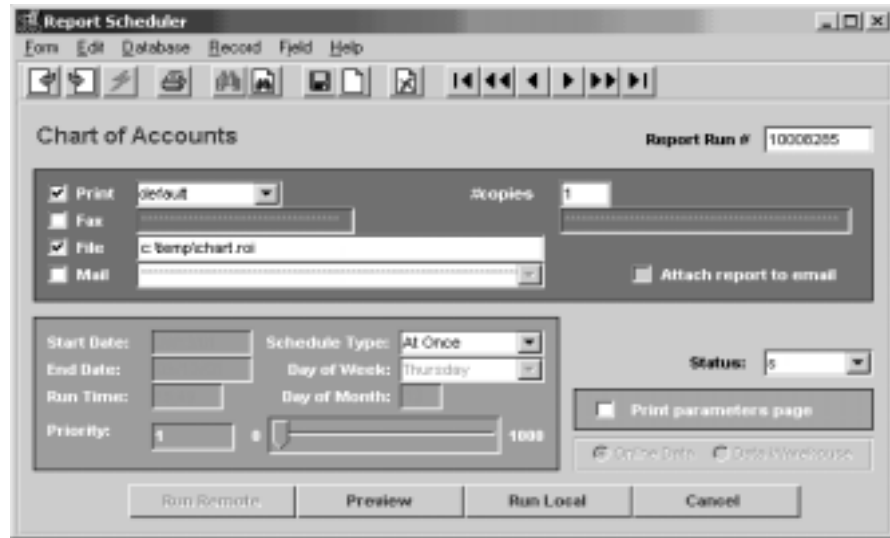 Report Scheduler
Form Edit Database Record Field Help
Chart of Accounts
Report Run # 10008285
Print default #copies 1
Fax
File c:\temp\chart.roi
Mail Attach report to email
Start Date: Schedule Type: At Once
End Date: Day of Week: Thursday
Status: s
Run Time: Day of Month:
Print parameters page
Priority: 1 0 1000
Online Data Data Warehouse
Run Remote Preview Run Local Cancel